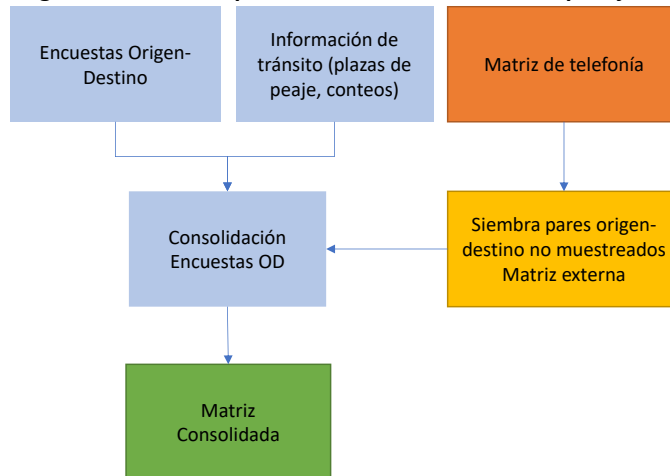 Encuestas Origen-
Destino
Información de
tránsito (plazas de
peaje, conteos)
Matriz de telefonía
Consolidación
Encuestas OD
Siembra pares origen-
destino no muestreados
Matriz externa
Matriz
Consolidada